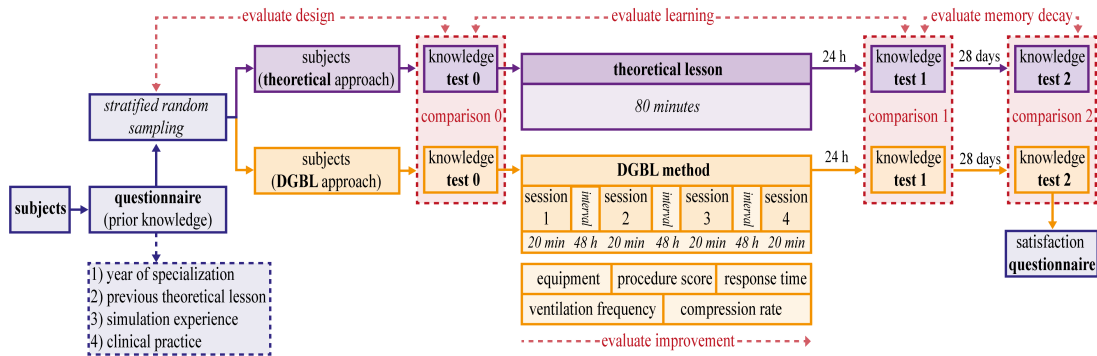 evaluate design
evaluate learning
evaluate memory decay
subjects
(theoretical approach)
knowledge
test 0
theoretical lesson
80 minutes
24 h
knowledge
test 1
28 days
knowledge
test 2
stratified random
sampling
comparison 0
comparison 1
comparison 2
subjects
(DGBL approach)
knowledge
test 0
DGBL method
session
1
interval
session
2
interval
session
3
interval
session
4
20 min
48 h
20 min
48 h
20 min
48 h
20 min
24 h
knowledge
test 1
28 days
knowledge
test 2
subjects
questionnaire
(prior knowledge)
satisfaction
questionnaire
1) year of specialization
2) previous theoretical lesson
3) simulation experience
4) clinical practice
equipment
procedure score
response time
ventilation frequency
compression rate
evaluate improvement